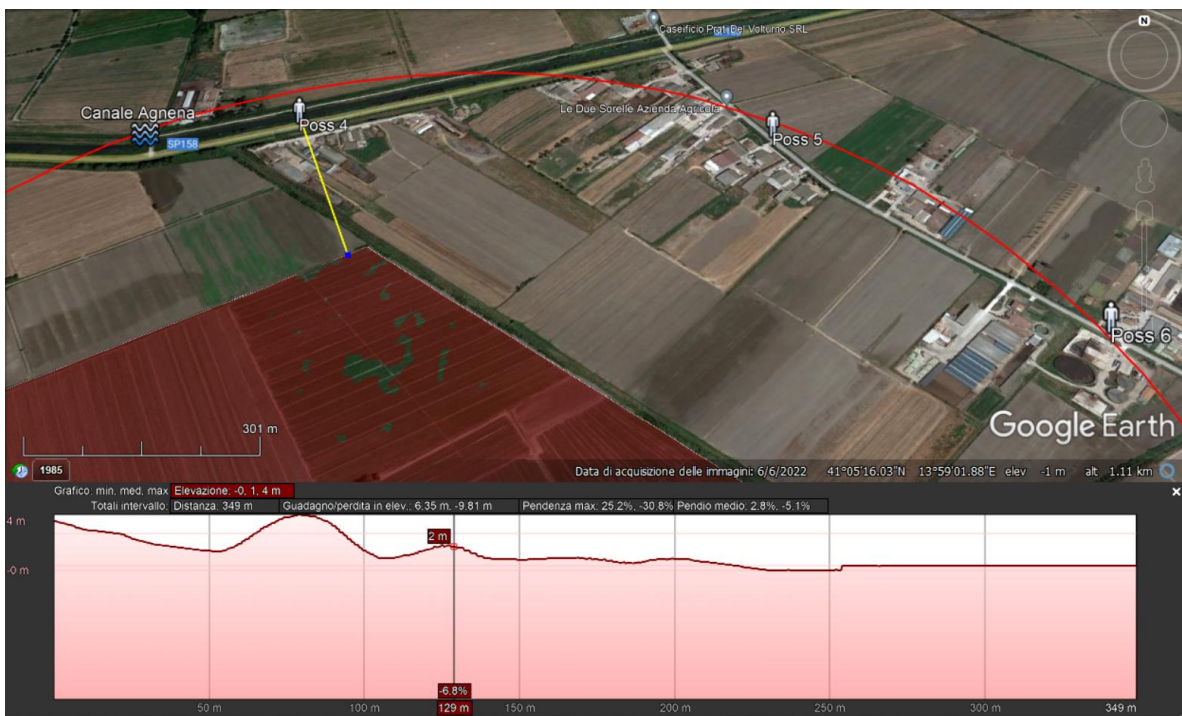 N
Caseificio Prati Del Volturno SRL
Le Due Sorelle Azienda Agricola
Canale Agnena
Poss 4
SP158
Poss 5
Poss 6
301 m
Google Earth
1985
Data di acquisizione delle immagini: 6/6/2022 41°05'16.03"N 13°59'01.88"E elev -1 m alt 1.11 km
Grafico: min, med, max Elevazione: -0, 1, 4 m
Totali intervallo: Distanza: 349 m Guadagno/perdita in elev.: 6.35 m, -9.81 m Pendenza max: 25.2%, -30.8% Pendio medio: 2.8%, -5.1%
4 m
2 m
-0 m
-6.8%
50 m 100 m 129 m 150 m 200 m 250 m 300 m 349 m